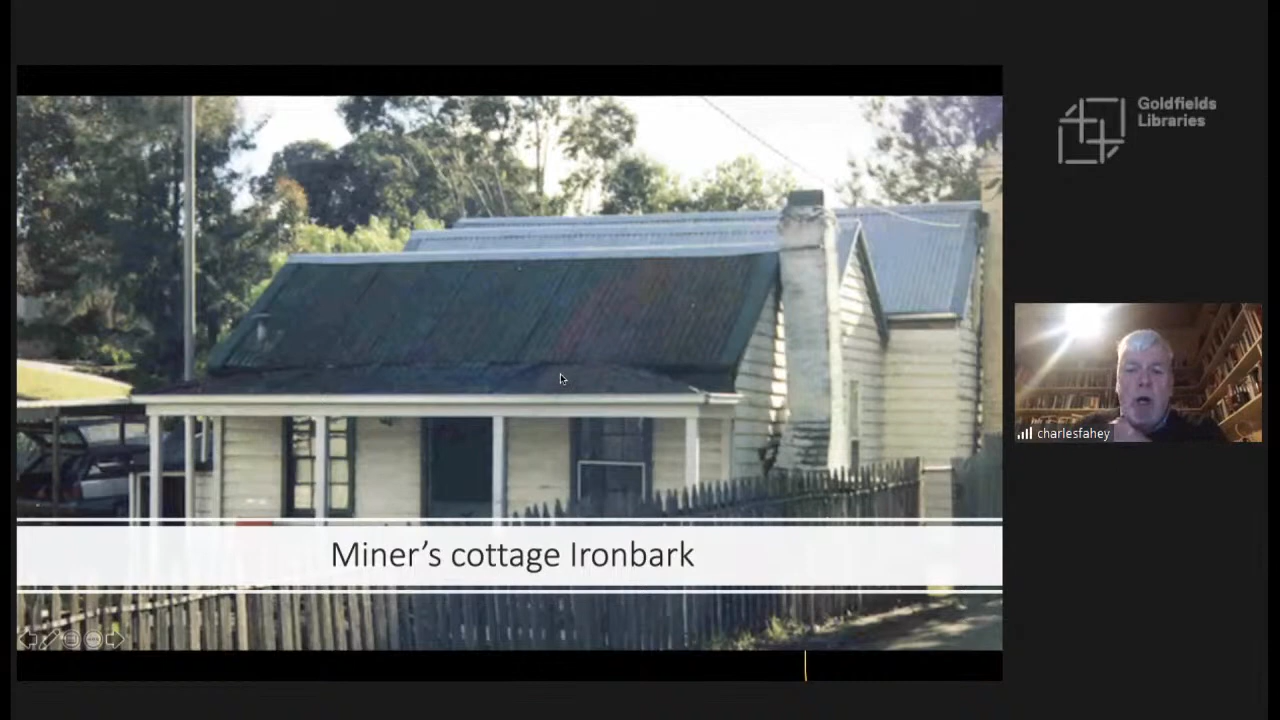 Goldfields
Libraries
charlesfahey
Miner’s cottage Ironbark